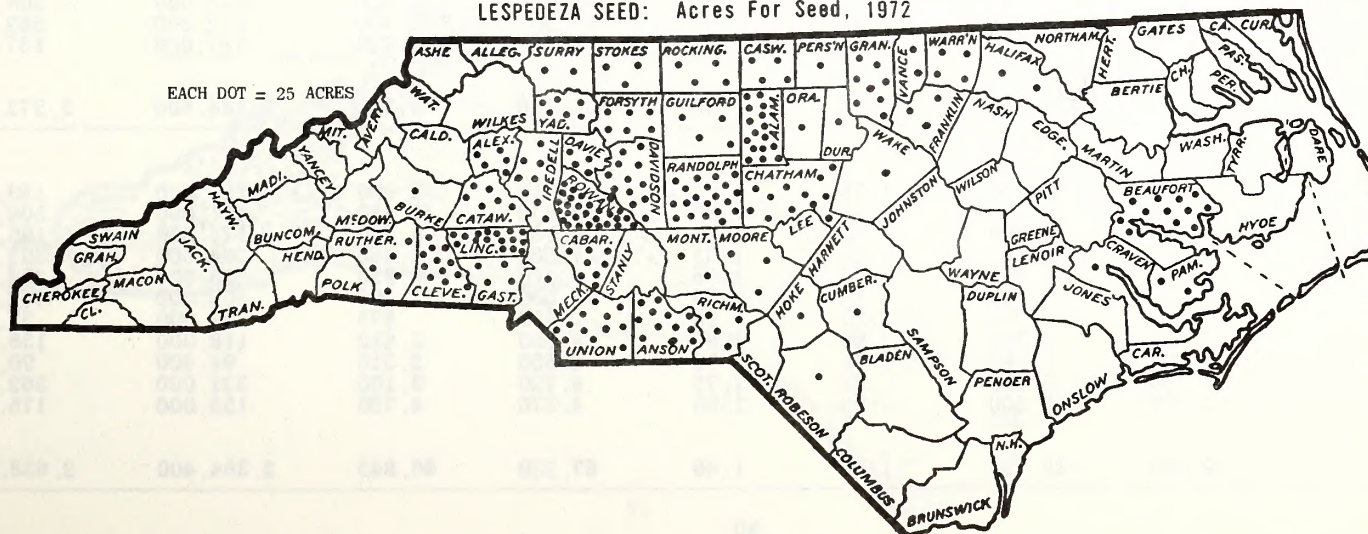 LESPEDEZA SEED: Acres For Seed, 1972
EACH DOT = 25 ACRES
ASHE
ALLEG.
SURRY
STOKES
ROCKING.
CASW.
PERS'N
GRAN.
VANCE
WARR'N
HALIFAX
NORTHAM.
HERT.
GATES
CA.
CUR.
PAS.
PER.
CH.
WAT.
WILKES
YAD.
FORSYTH
GUILFORD
ALAM.
ORA.
DUR.
FRANKLIN
NASH
EDGE.
BERTIE
MARTIN
WASH.
TYRR.
DARE
MIT.
AVERY
CALD.
ALEX.
IREDELL
DAVIE
DAVIDSON
RANDOLPH
CHATHAM
WAKE
WILSON
PITT
BEAUFORT
HYDE
MADI.
YANCEY
BURKE
CATAW.
ROWAN
LEE
JOHNSTON
GREENE
HAYW.
BUNCOM.
McDOW.
RUTHER.
LINC.
CABAR.
STANLY
MONT.
MOORE
HARNETT
WAYNE
LENOIR
CRAVEN
PAM.
SWAIN
GRAH.
JACK.
HEND.
CHEROKEE
MACON
CL.
TRAN.
POLK
CLEVE.
GAST.
MECK.
UNION
ANSON
RICHM.
HOKE
CUMBER.
SAMPSON
DUPLIN
JONES
CAR.
SCOT.
ROBESON
BLADEN
PENDER
ONSLOW
COLUMBUS
N.H.
BRUNSWICK